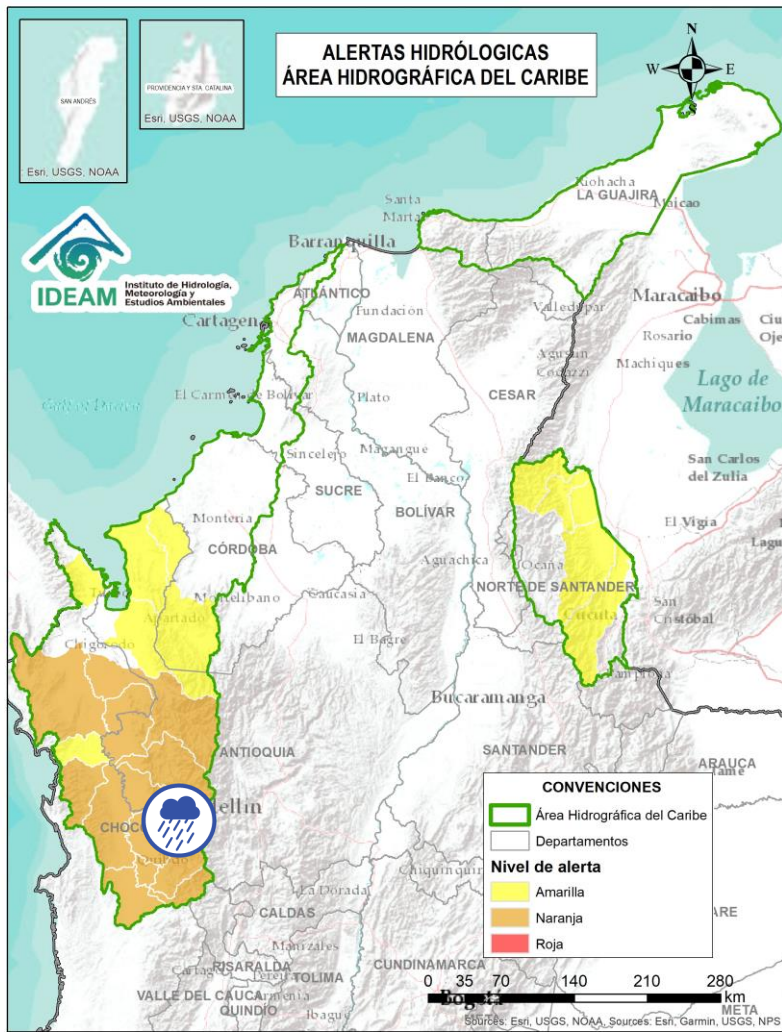 ALERTAS HIDRÓLOGICAS
ÁREA HIDROGRÁFICA DEL CARIBE
N
W
E
S
SAN ANDRÉS
Esri, USGS, NOAA
PROVIDENCIA Y STA. CATALINA
Esri, USGS, NOAA
IDEAM
Instituto de Hidrología,
Meteorología y
Estudios Ambientales
Riohacha
LA GUAJIRA
Maicao
Santa
Marta
Barranquilla
ATLÁNTICO
Cartagena
Fundación
MAGDALENA
Valledupar
Maracaibo
Cabimas
Rosario
Machiques
Agustín
Codazzi
CESAR
Lago de
Maracaibo
El Carmen de Bolívar
Plato
Sincelejo
Magangue
SUCRE
El Banco
BOLÍVAR
San Carlos
del Zulia
El Vigía
Montería
CÓRDOBA
Aguachica
Ocaña
NORTE DE SANTANDER
Montelibano
Caucasia
Apartado
Cúcuta
San
Cristóbal
Chigorodo
El Bagre
Pamplona
Bucaramanga
ANTIOQUIA
SANTANDER
ARAUCA
CONVENCIONES
Área Hidrográfica del Caribe
Departamentos
Nivel de alerta
Amarilla
Naranja
Roja
La Dorada
CALDAS
Manizales
RISARALDA
TOLIMA
CUNDINAMARCA
VALLE DEL CAUCA
Armenia
QUINDÍO
Ibagué
Bogotá
META
META
0 35 70 140 210 280
km
Sources: Esri, USGS, NOAA, Sources: Esri, Garmin, USGS, NPS